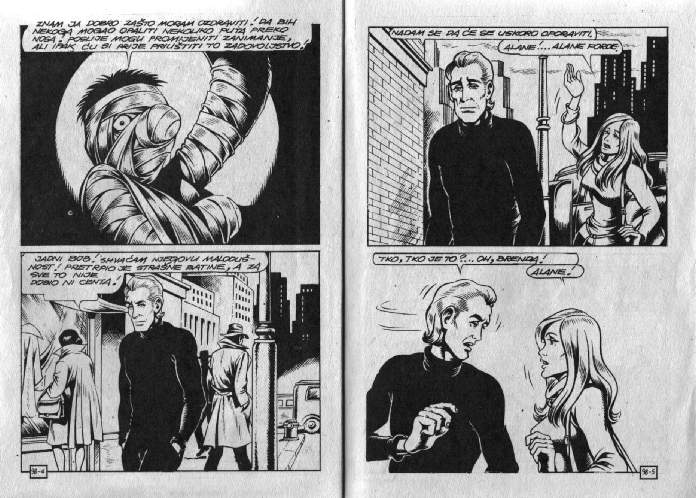 ZNAM JA DOBRO ZAŠTO MORAM OZDRAVITI! DA BIH
NEKOGA MOGAO OPALITI NEKOLIKO PUTA PREKO
NOSA! POSLIJE MOGU PROMIJENITI ZANIMANJE,
ALI IPAK ĆU SI PRIJE PRIUŠTITI TO ZADOVOLJSTVO!
JADNI BOB! SHVAĆAM NJEGOVU MALODUŠ-
NOST! PRETRPIO JE STRAŠNE BATINE, A ZA
SVE TO NIJE
DOBIO NI CENTA!
38-4
NADAM SE DA ĆE SE USKORO OPORAVITI.
ALANE.... ALANE FORDE.
TKO, TKO JE TO?... OH, BRENDA!
ALANE!
38-5